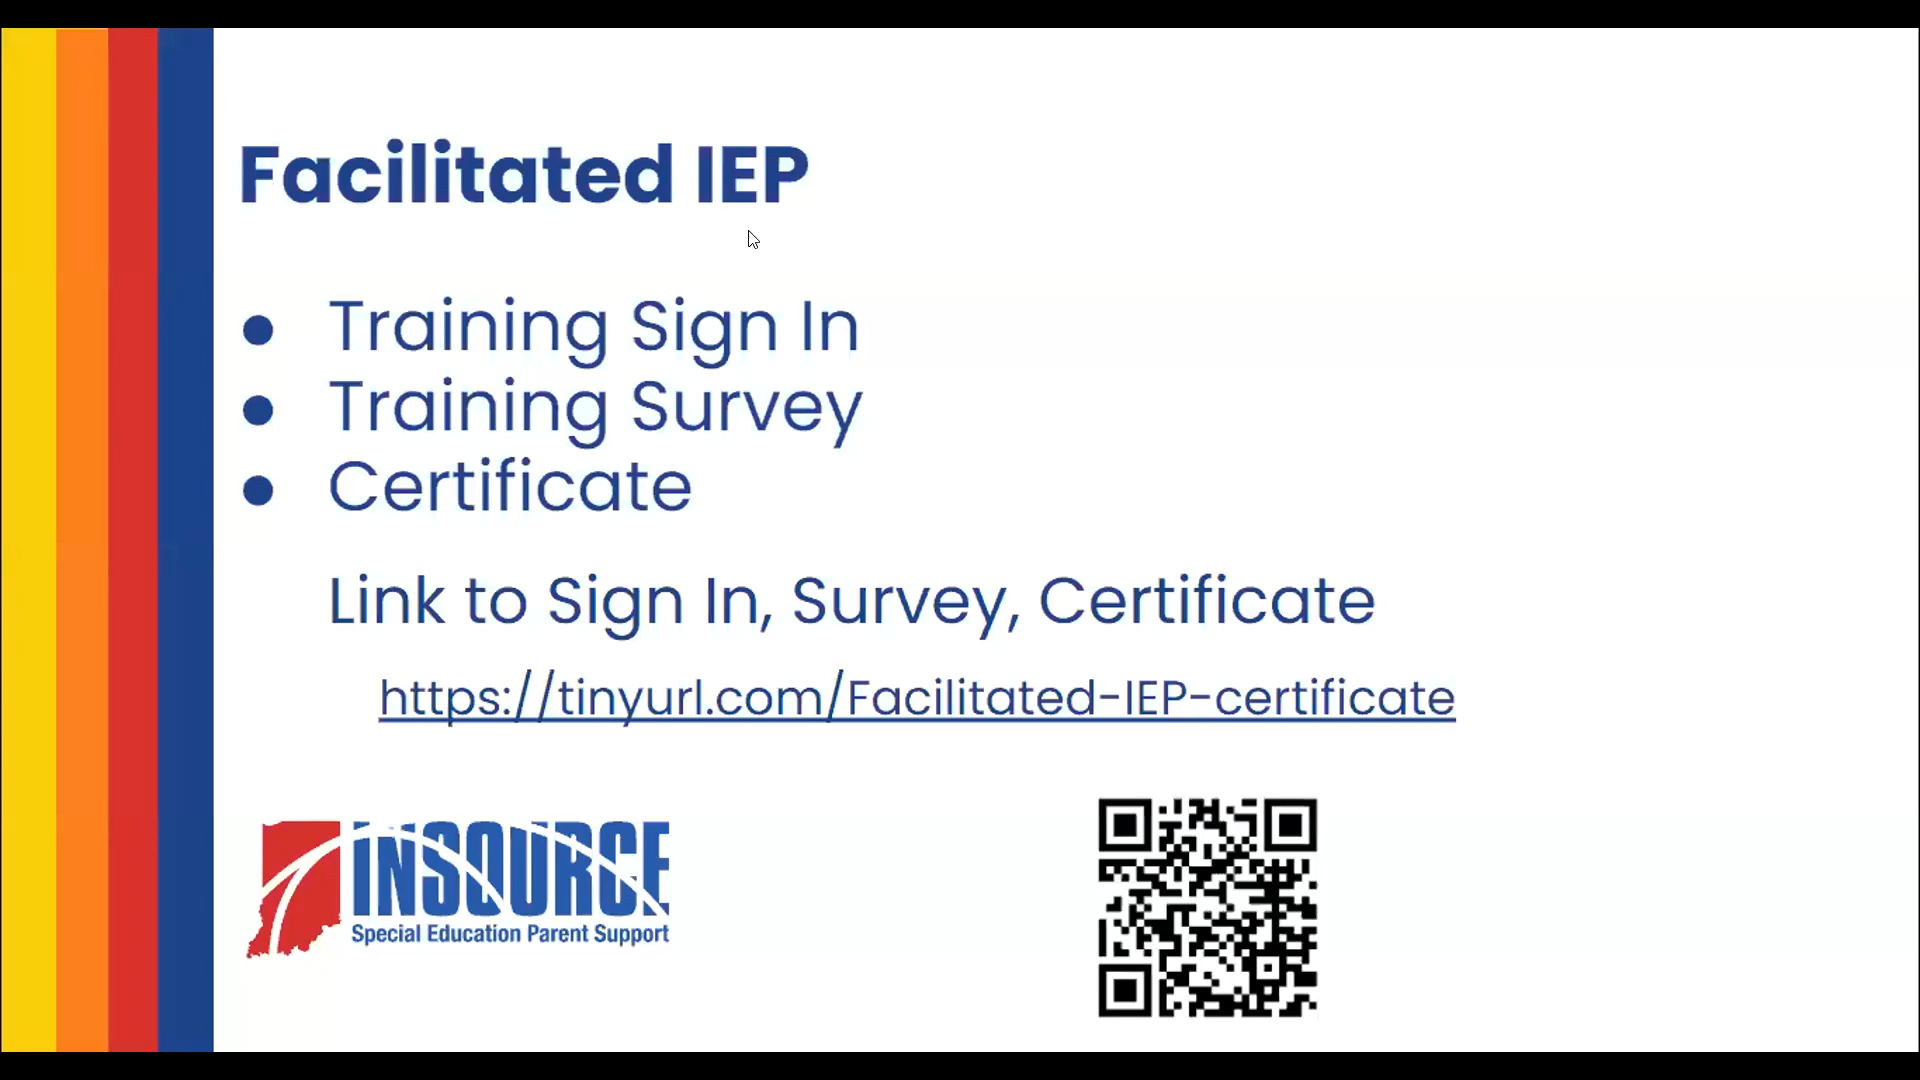 Facilitated IEP
● Training Sign In
● Training Survey
● Certificate
Link to Sign In, Survey, Certificate
https://tinyurl.com/Facilitated-IEP-certificate
INSOURCE
Special Education Parent Support